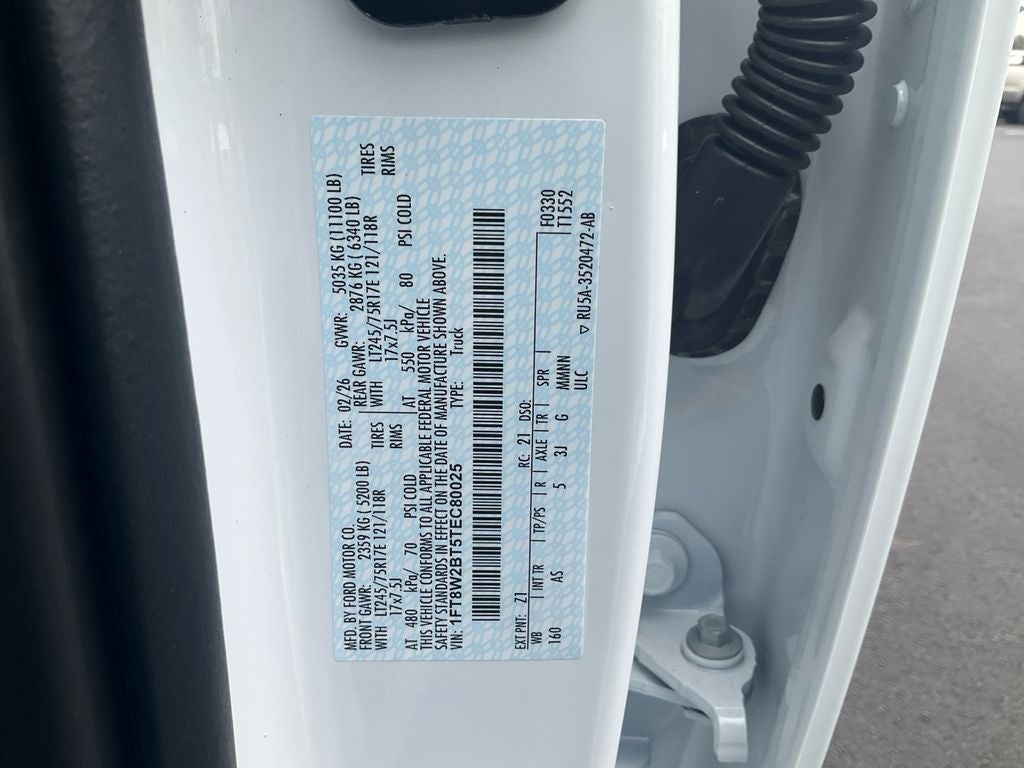 MFD. BY FORD MOTOR CO.
DATE: 02/26 GVWR: 5035 KG (11100 LB)
FRONT GAWR: 2359 KG ( 5200 LB) REAR GAWR: 2876 KG ( 6340 LB)
WITH LT245/75R17E 121/118R TIRES WITH LT245/75R17E 121/118R TIRES
17x7.5J RIMS 17x7.5J RIMS
AT 480 kPa/ 70 PSI COLD AT 550 kPa/ 80 PSI COLD
THIS VEHICLE CONFORMS TO ALL APPLICABLE FEDERAL MOTOR VEHICLE
SAFETY STANDARDS IN EFFECT ON THE DATE OF MANUFACTURE SHOWN ABOVE.
VIN: 1FT8W2BT5TEC80025 TYPE: Truck
EXT PNT: Z1 RC: 21 DSO: F0330
WB INT TR TP/PS R AXLE TR SPR TT1552
160 AS 5 3J G MMNN
ULC ▽ RU5A-3520472-AB